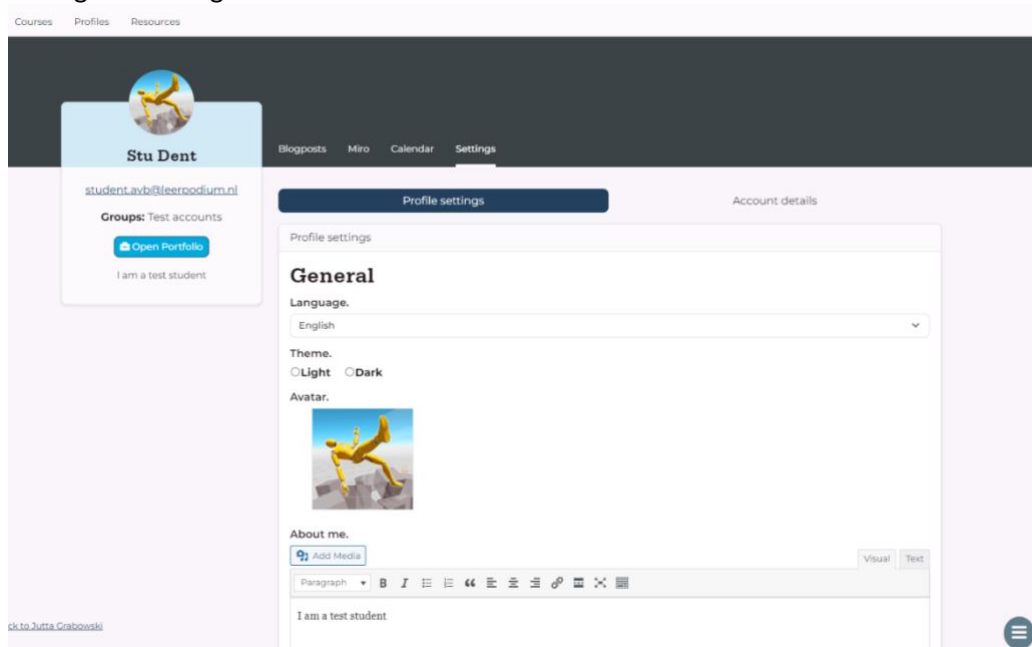 Courses Profiles Resources
Stu Dent
Blogposts Miro Calendar Settings
student.avb@leerpodium.nl
Groups: Test accounts
Open Portfolio
I am a test student
Profile settings Account details
Profile settings
General
Language.
English
Theme.
Light Dark
Avatar.
About me.
Add Media
Visual Text
Paragraph B I
I am a test student
ck to Jutta Grabowski